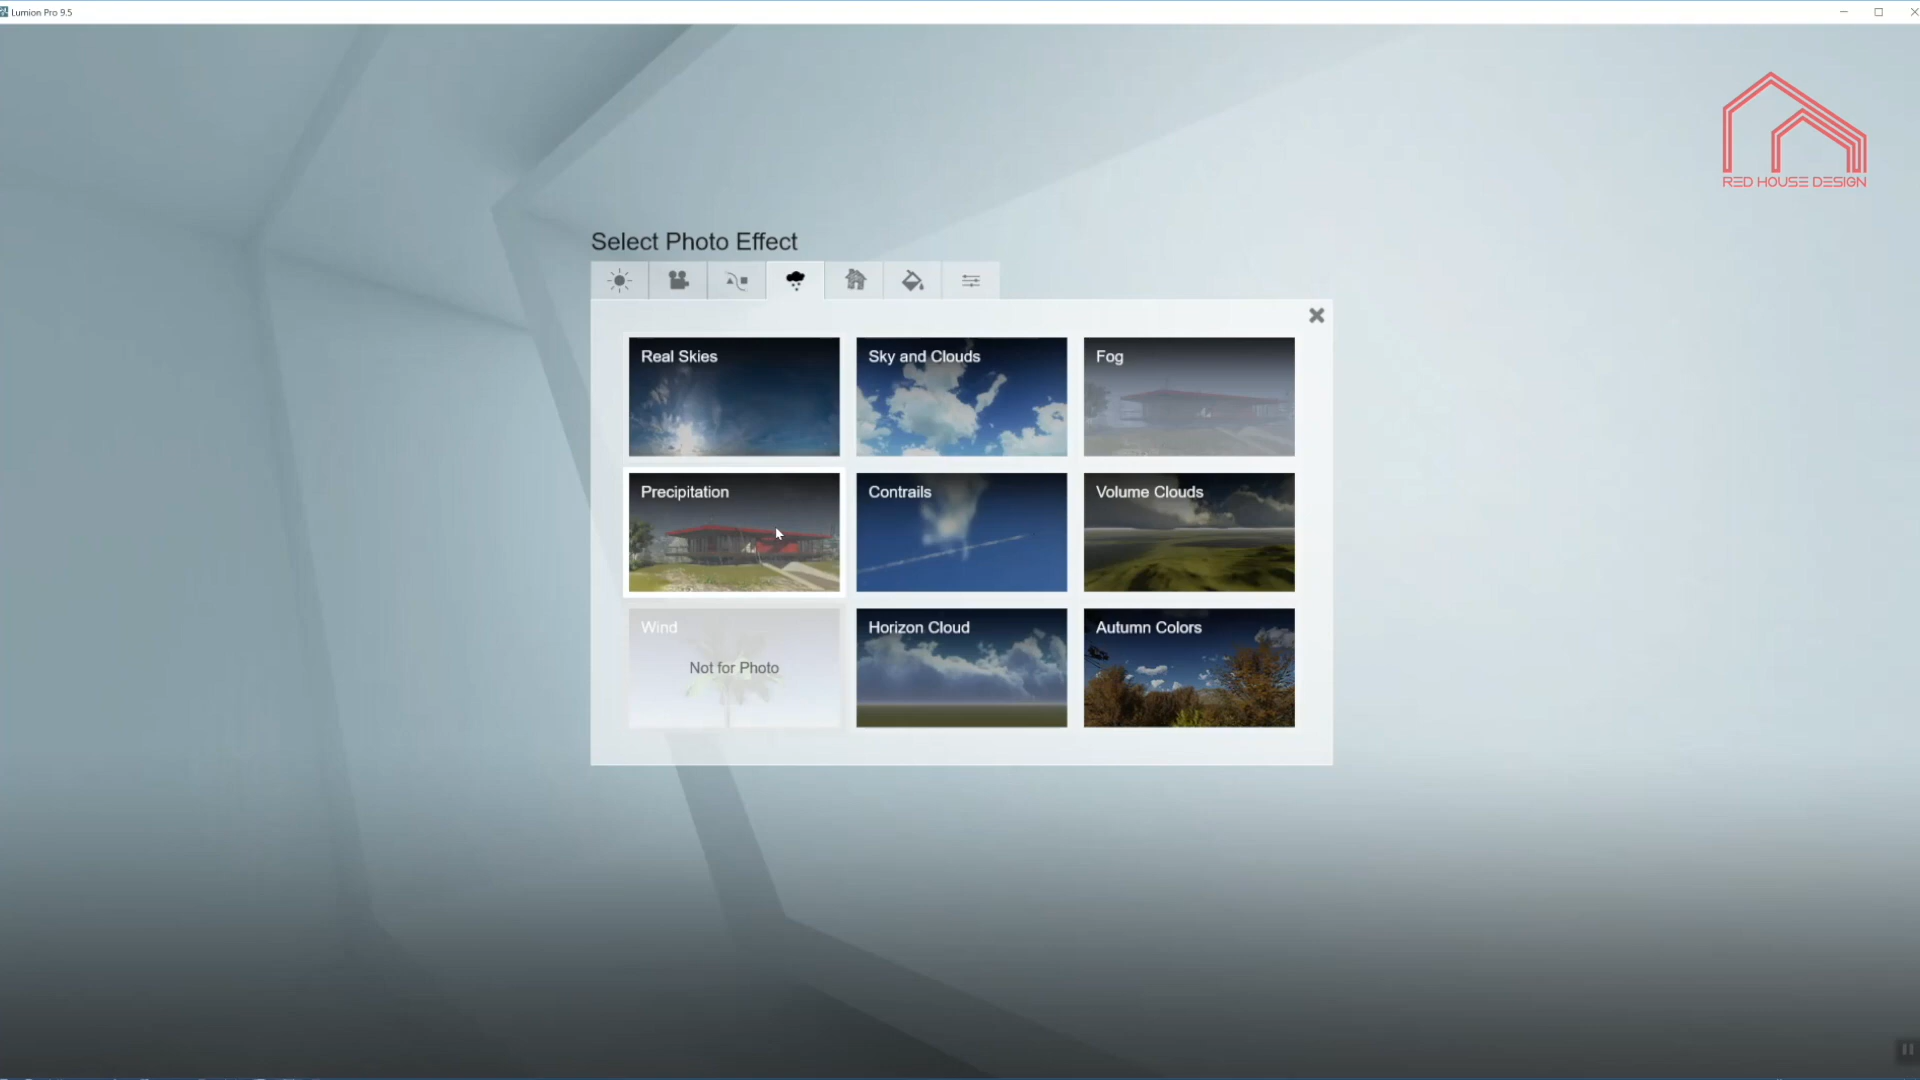 Lumion Pro 9.5
RED HOUSE DESIGN
Select Photo Effect
Real Skies
Sky and Clouds
Fog
Precipitation
Contrails
Volume Clouds
Wind
Not for Photo
Horizon Cloud
Autumn Colors